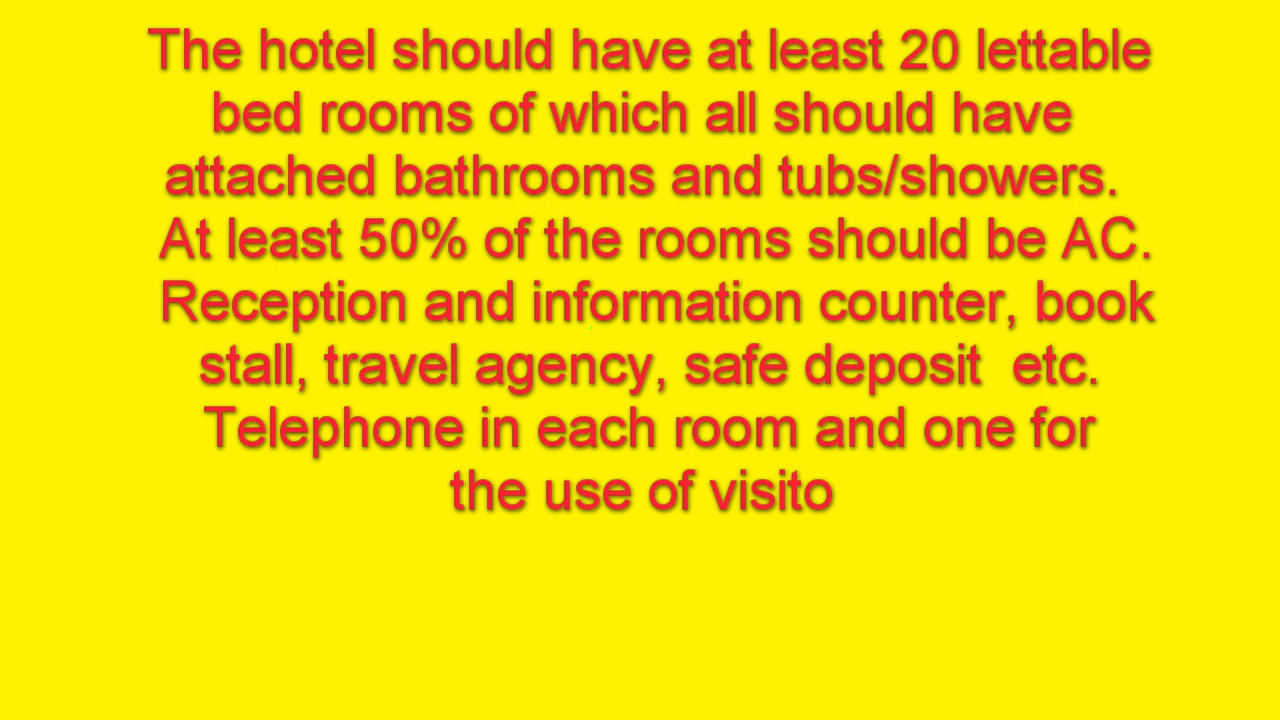 The hotel should have at least 20 lettable
bed rooms of which all should have
attached bathrooms and tubs/showers.
At least 50% of the rooms should be AC.
Reception and information counter, book
stall, travel agency, safe deposit  etc.
Telephone in each room and one for
the use of visito